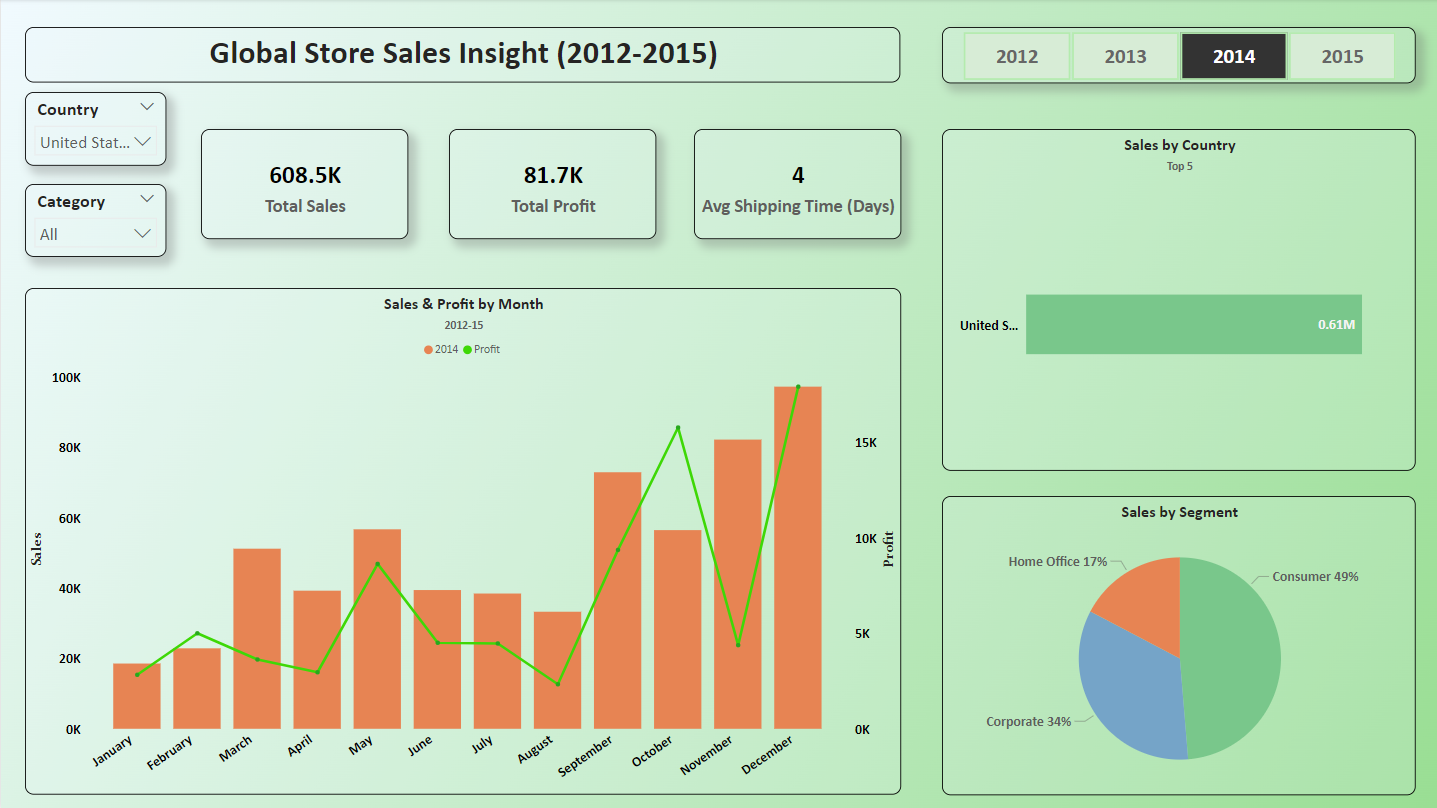 Global Store Sales Insight (2012-2015)
2012
2013
2014
2015
Country
United Stat...
Category
All
608.5K
Total Sales
81.7K
Total Profit
4
Avg Shipping Time (Days)
Sales by Country
Top 5
United S...
0.61M
Sales & Profit by Month
2012-15
2014
Profit
100K
80K
60K
40K
20K
0K
Sales
15K
10K
5K
0K
Profit
January
February
March
April
May
June
July
August
September
October
November
December
Sales by Segment
Home Office 17%
Consumer 49%
Corporate 34%